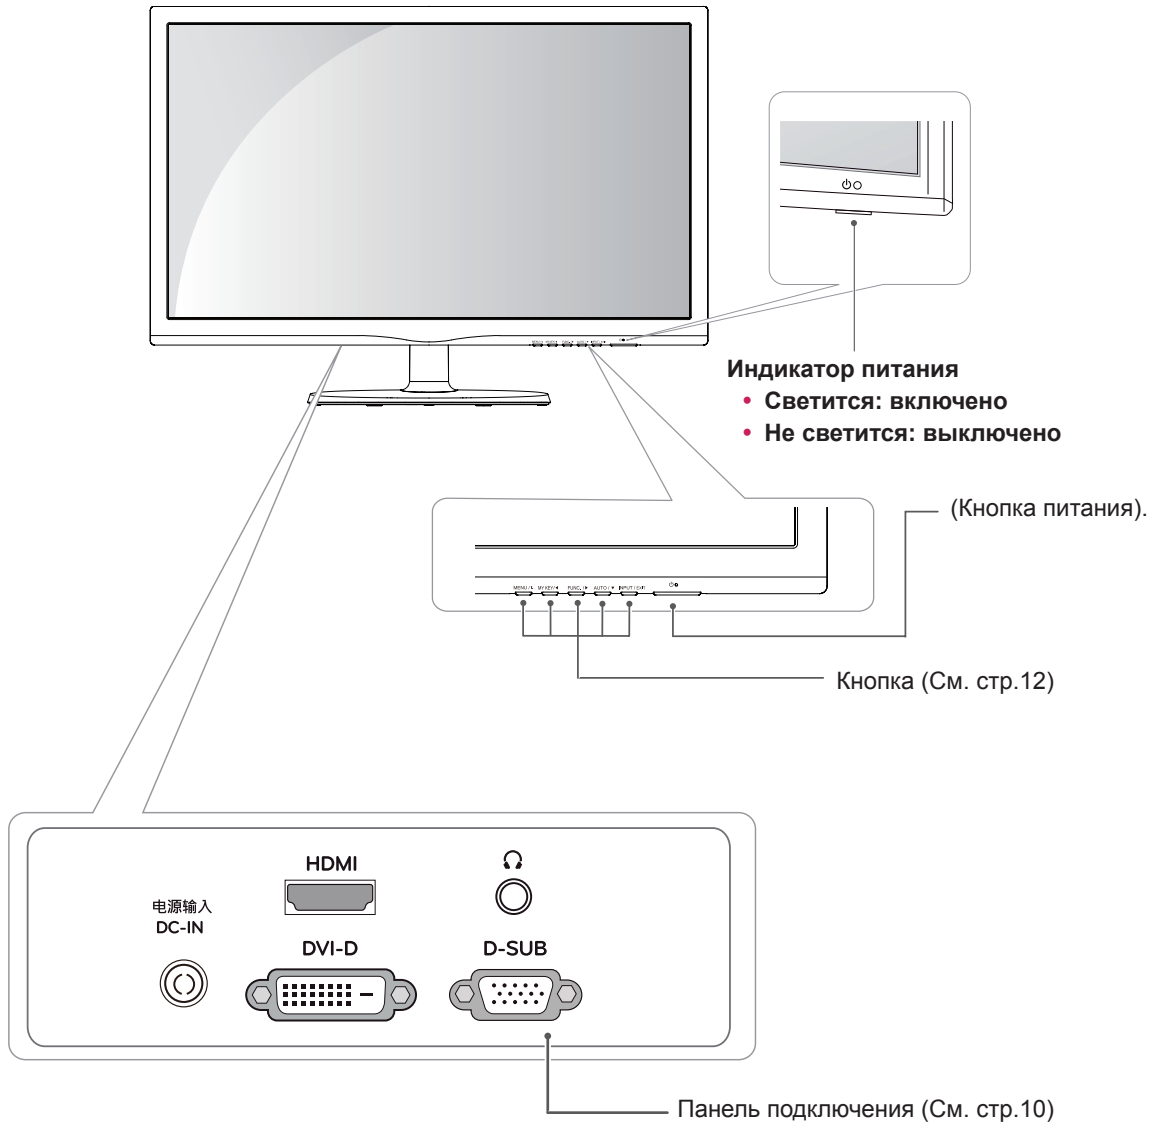 Индикатор питания
• Светится: включено
• Не светится: выключено
(Кнопка питания).
MENU / MY KEY/◄ FUNC. /► AUTO / ▼ INPUT / EXIT
Кнопка (См. стр.12)
HDMI
电源输入
DC-IN
DVI-D
D-SUB
Панель подключения (См. стр.10)